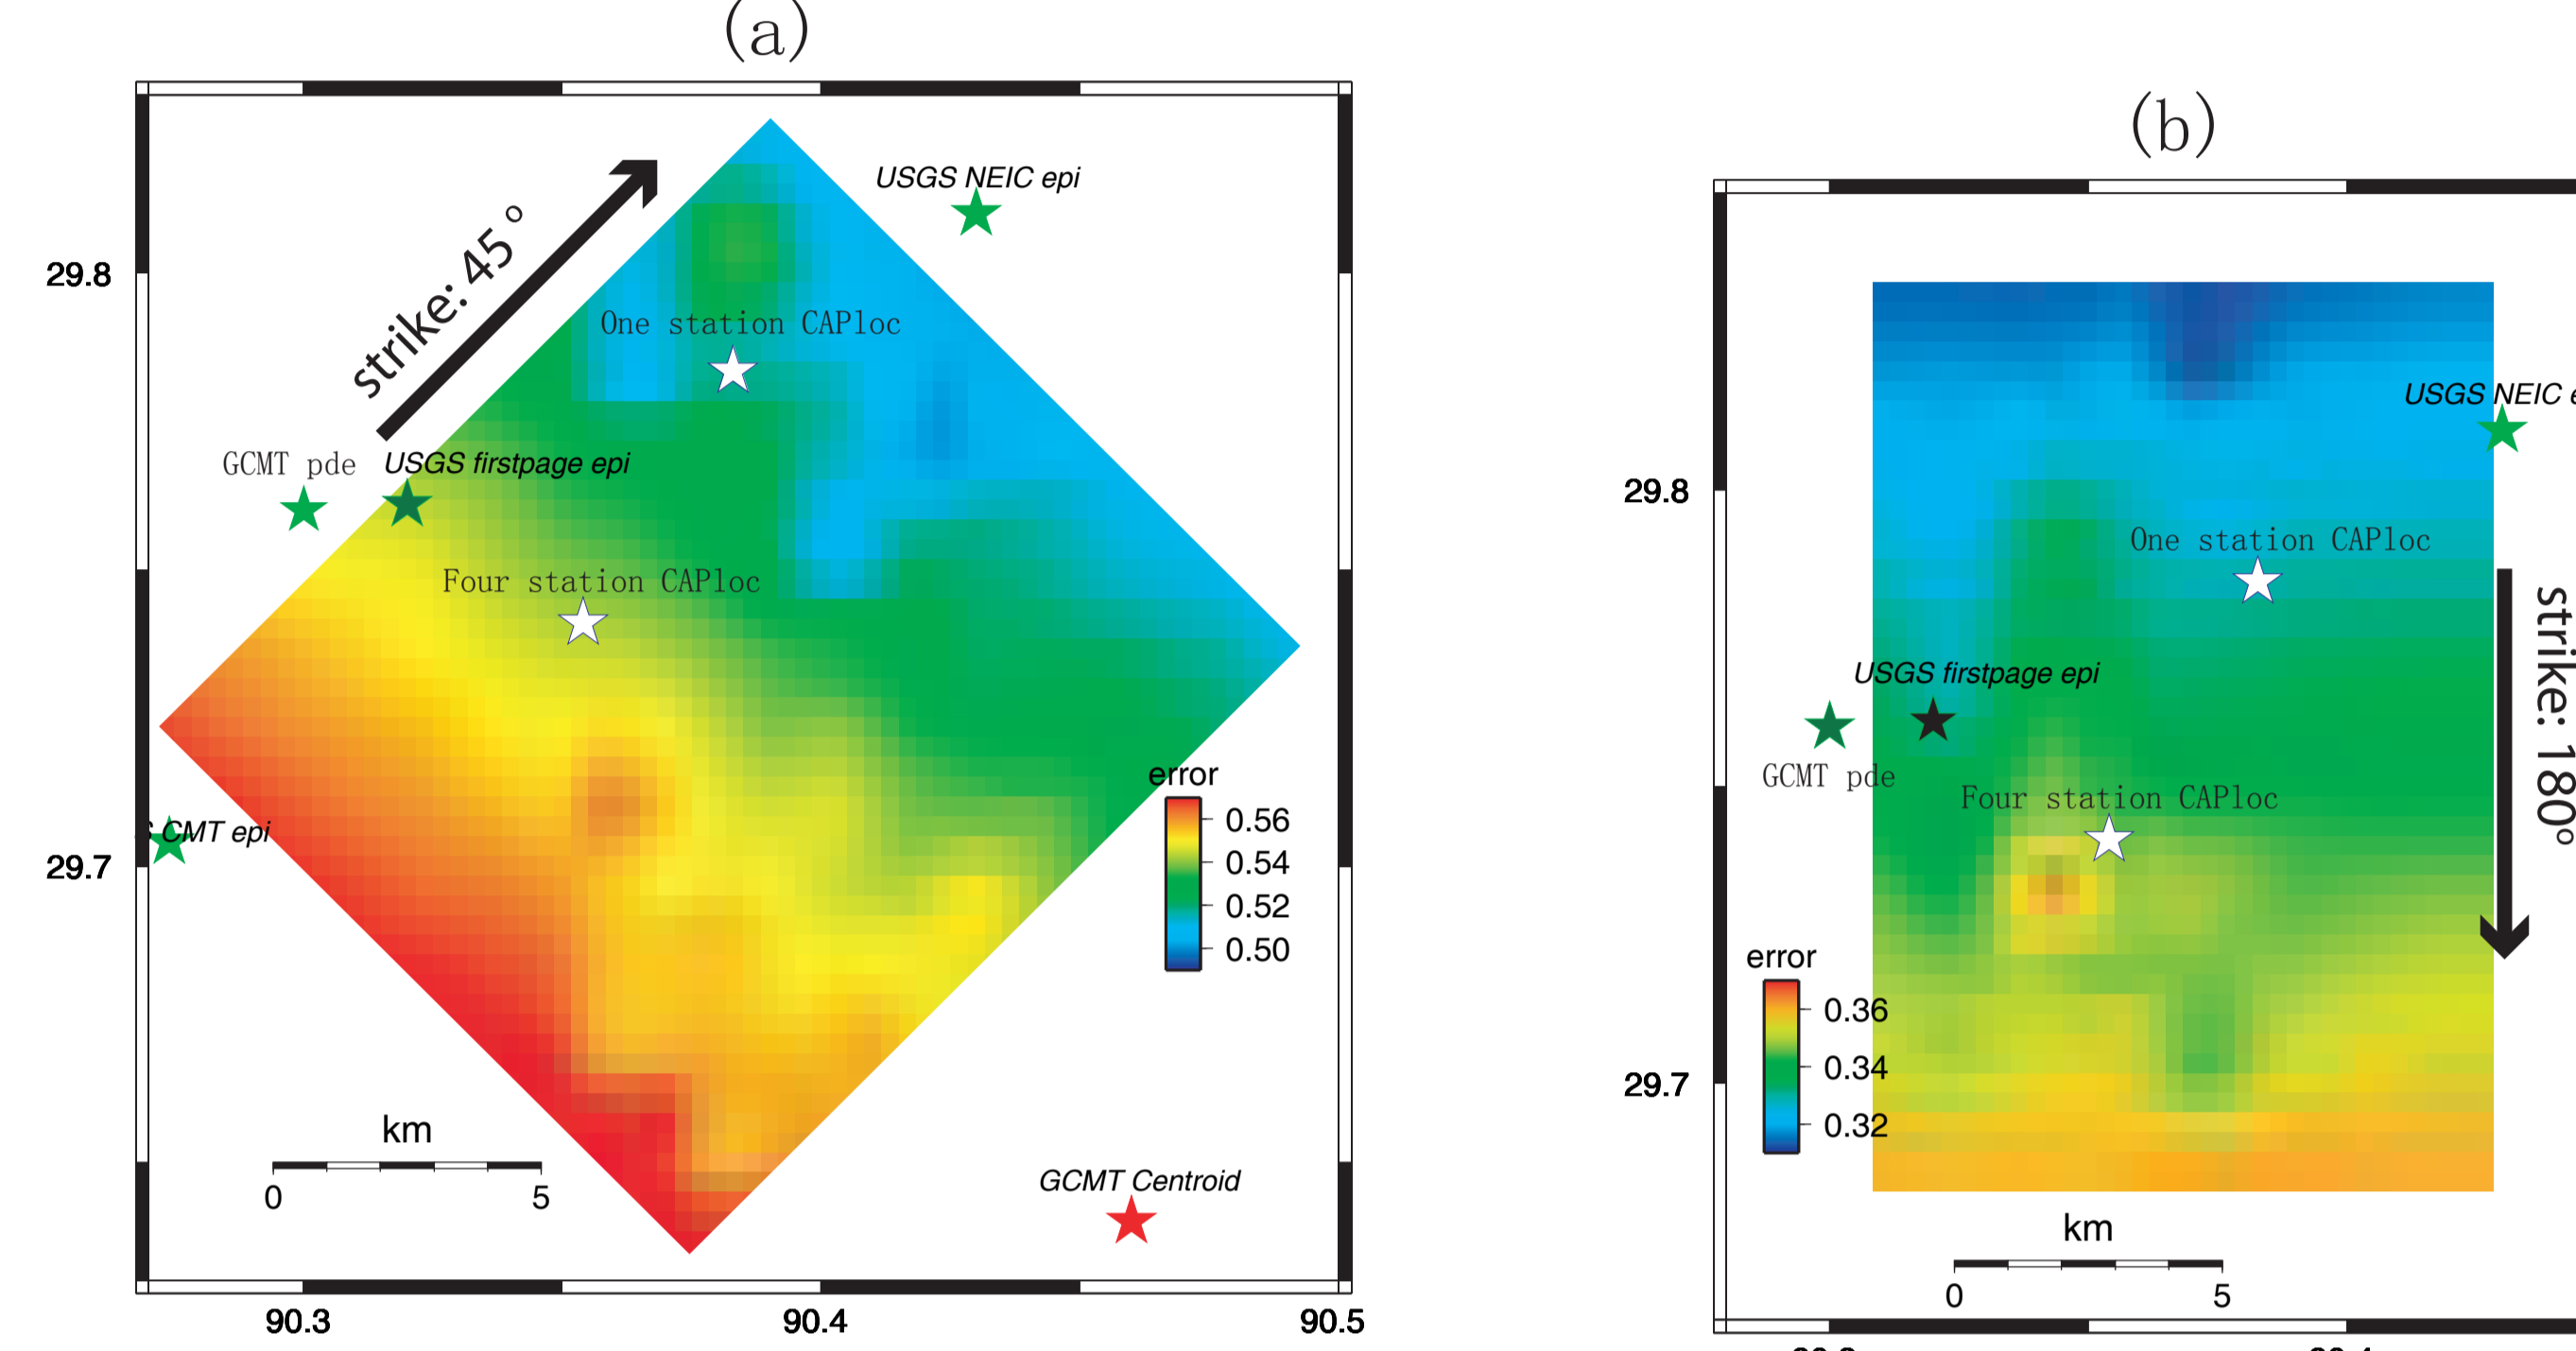 (a)
USGS NEIC epi
strike: 45 °
29.8
One station CAPloc
GCMT pde
USGS firstpage epi
Four station CAPloc
error
0.56
0.54
0.52
0.50
CMT epi
29.7
km
0 5
GCMT Centroid
90.3 90.4 90.5
(b)
USGS NEIC
29.8
One station CAPloc
strike: 180°
USGS firstpage epi
GCMT pde
Four station CAPloc
error
0.36
0.34
0.32
29.7
km
0 5